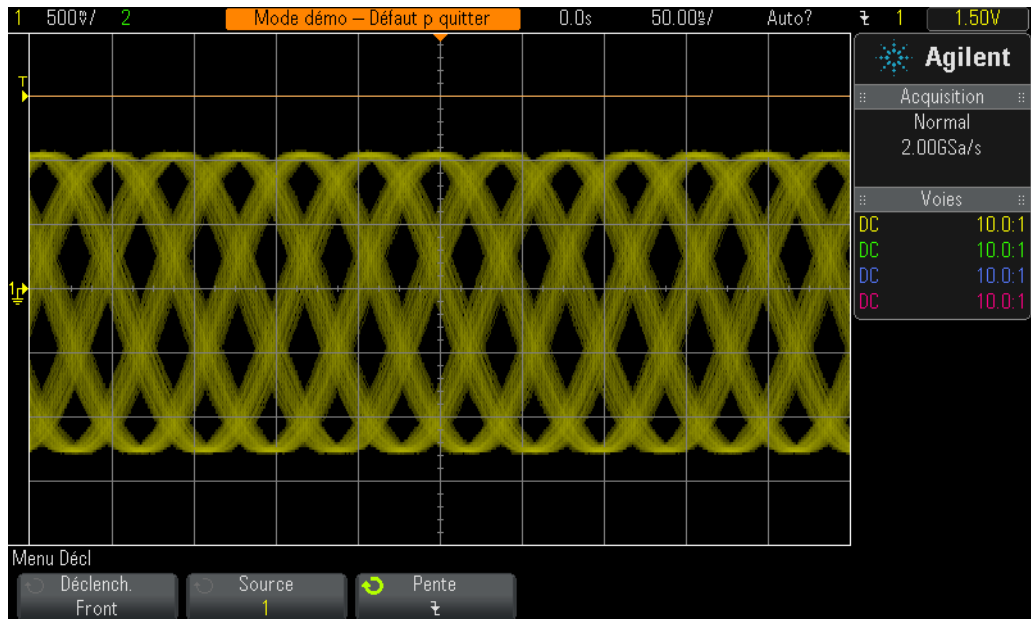 1 500♥/ 2 Mode démo – Défaut p quitter 0.0s 50.00♀/ Auto? 1 1.50V
Agilent
Acquisition
Normal
2.00GSa/s
Voies
DC 10.0:1
DC 10.0:1
DC 10.0:1
DC 10.0:1
T
1
Menu Décl
Déclench. Source Pente
Front 1